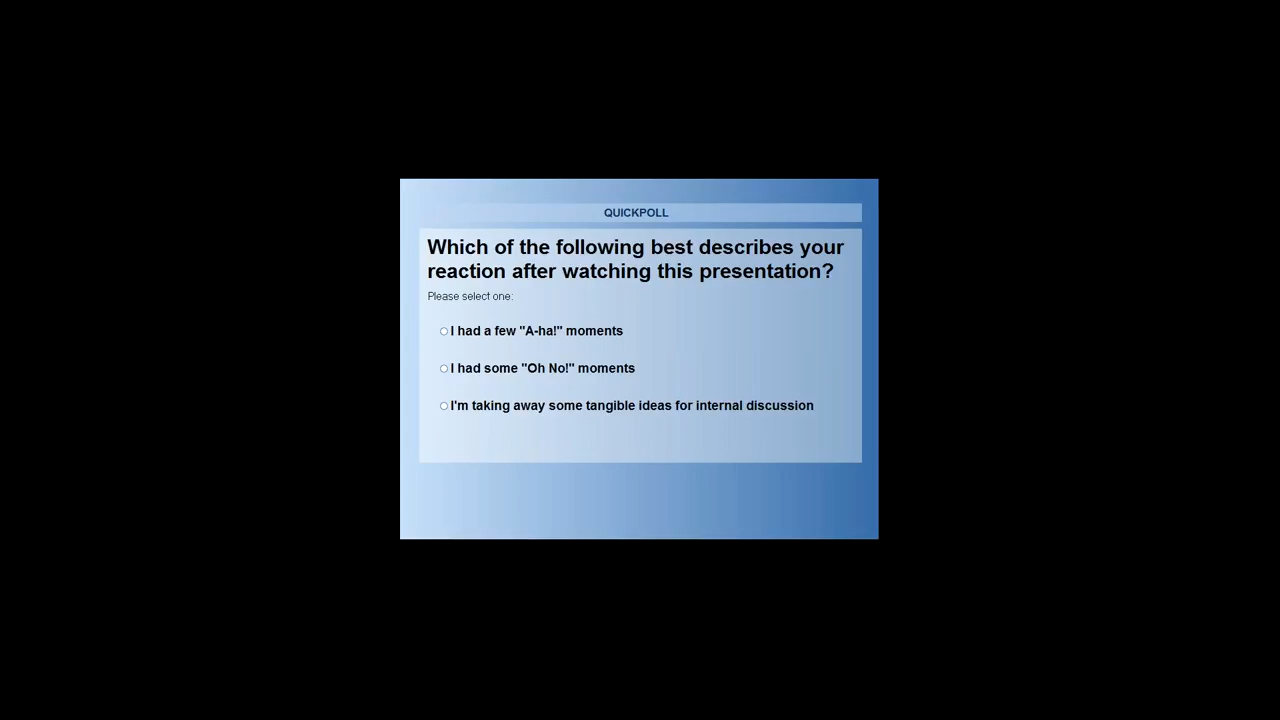 QUICKPOLL
Which of the following best describes your
reaction after watching this presentation?
Please select one:
I had a few "A-ha!" moments
I had some "Oh No!" moments
I'm taking away some tangible ideas for internal discussion